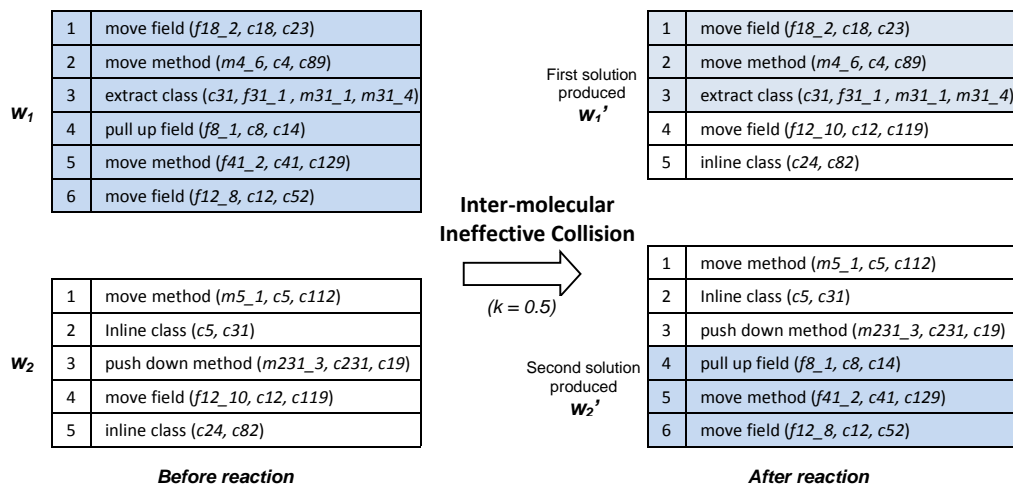 w1
1 move field (f18_2, c18, c23)
2 move method (m4_6, c4, c89)
3 extract class (c31, f31_1 , m31_1, m31_4)
4 pull up field (f8_1, c8, c14)
5 move method (f41_2, c41, c129)
6 move field (f12_8, c12, c52)
w2
1 move method (m5_1, c5, c112)
2 Inline class (c5, c31)
3 push down method (m231_3, c231, c19)
4 move field (f12_10, c12, c119)
5 inline class (c24, c82)
Before reaction
Inter-molecular
Ineffective Collision
(k = 0.5)
First solution
produced
w1’
1 move field (f18_2, c18, c23)
2 move method (m4_6, c4, c89)
3 extract class (c31, f31_1 , m31_1, m31_4)
4 move field (f12_10, c12, c119)
5 inline class (c24, c82)
Second solution
produced
w2’
1 move method (m5_1, c5, c112)
2 Inline class (c5, c31)
3 push down method (m231_3, c231, c19)
4 pull up field (f8_1, c8, c14)
5 move method (f41_2, c41, c129)
6 move field (f12_8, c12, c52)
After reaction